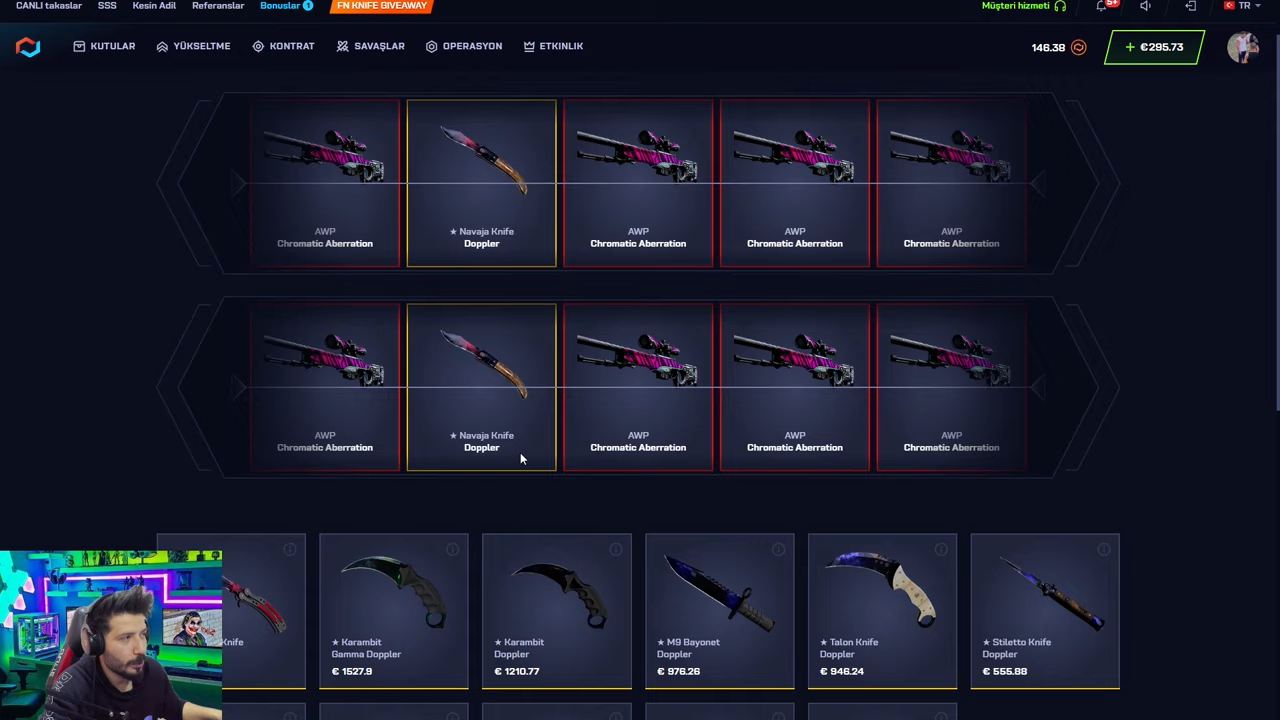 CANLI takaslar SSS Kesin Adil Referanslar Bonuslar 1 FN KNIFE GIVEAWAY Müşteri hizmeti 5+ TR
KUTULAR YÜKSELTME KONTRAT SAVAŞLAR OPERASYON ETKINLIK 146.38 + €295.73
AWP ★ Navaja Knife AWP AWP AWP
Chromatic Aberration Doppler Chromatic Aberration Chromatic Aberration Chromatic Aberration
AWP ★ Navaja Knife AWP AWP AWP
Chromatic Aberration Doppler Chromatic Aberration Chromatic Aberration Chromatic Aberration
Knife ★ Karambit ★ Karambit ★ M9 Bayonet ★ Talon Knife ★ Stiletto Knife
Gamma Doppler Doppler Doppler Doppler Doppler
€ 1527.9 € 1210.77 € 976.26 € 946.24 € 555.88